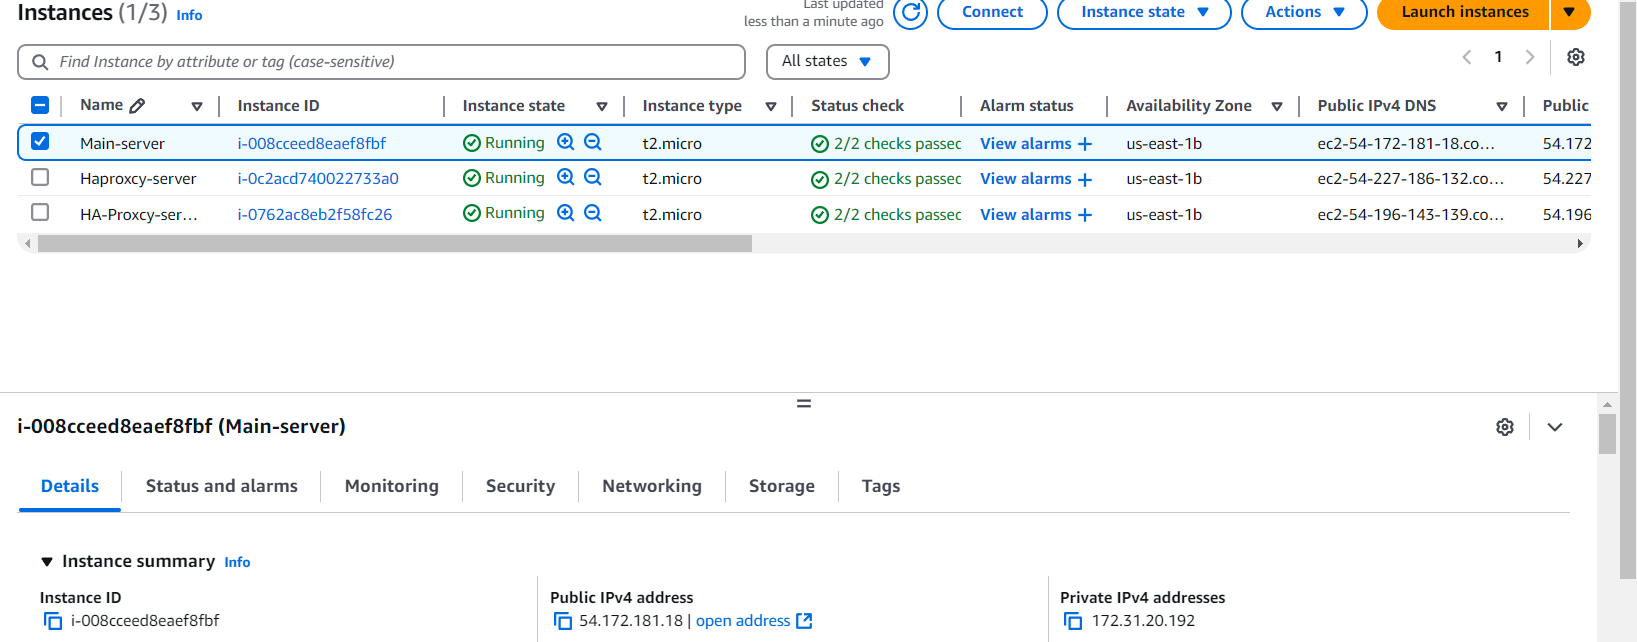 Instances (1/3) Info
Last updated
less than a minute ago
Connect
Instance state
Actions
Launch instances
Find Instance by attribute or tag (case-sensitive)
All states
1
Name Instance ID Instance state Instance type Status check Alarm status Availability Zone Public IPv4 DNS Public
Main-server i-008cceed8eaef8fbf Running t2.micro 2/2 checks passec View alarms + us-east-1b ec2-54-172-181-18.co… 54.172
Haproxcy-server i-0c2acd740022733a0 Running t2.micro 2/2 checks passec View alarms + us-east-1b ec2-54-227-186-132.co… 54.227
HA-Proxcy-ser… i-0762ac8eb2f58fc26 Running t2.micro 2/2 checks passec View alarms + us-east-1b ec2-54-196-143-139.co… 54.196
i-008cceed8eaef8fbf (Main-server)
Details Status and alarms Monitoring Security Networking Storage Tags
Instance summary Info
Instance ID
i-008cceed8eaef8fbf
Public IPv4 address
54.172.181.18 | open address
Private IPv4 addresses
172.31.20.192